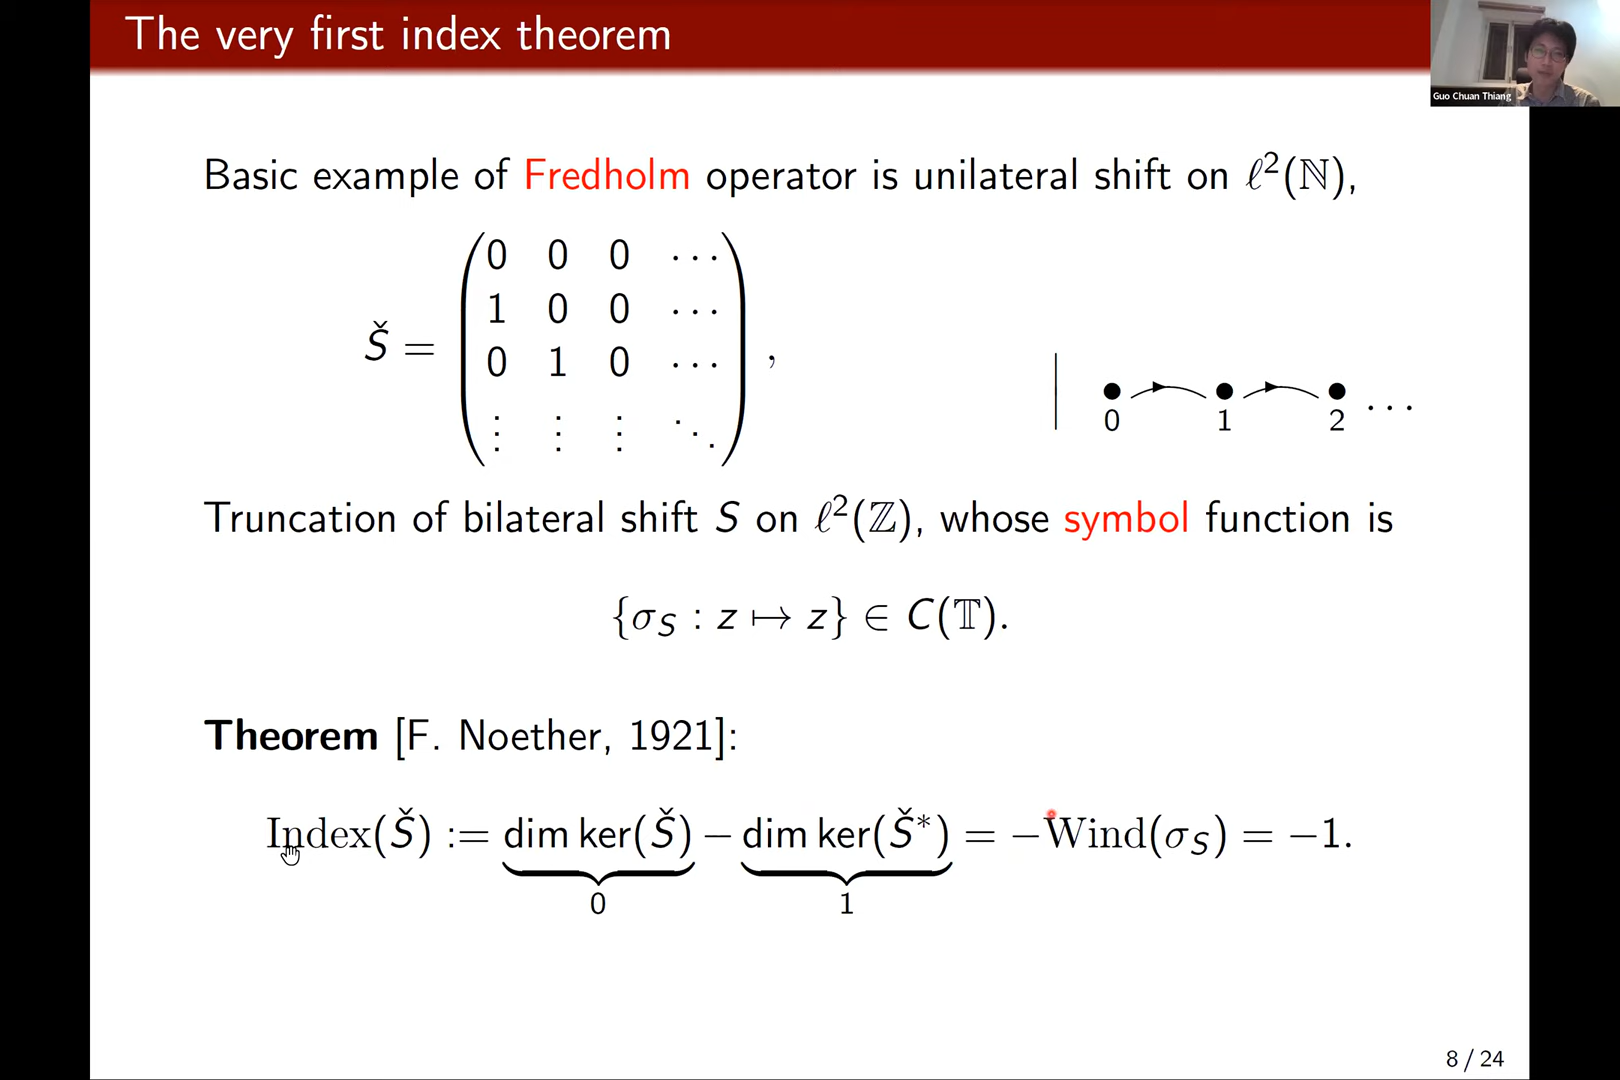 The very first index theorem
Guo Chuan Thiang
Basic example of Fredholm operator is unilateral shift on ℓ²(ℕ),
Š = ( 0 0 0 ⋯
1 0 0 ⋯
0 1 0 ⋯
⋮ ⋮ ⋮ ⋱ ) ,
0 1 2 ⋯
Truncation of bilateral shift S on ℓ²(ℤ), whose symbol function is
{σ_S : z ↦ z} ∈ C(𝕋).
Theorem [F. Noether, 1921]:
Index(Š) := dim ker(Š) − dim ker(Š*) = −Wind(σ_S) = −1.
0 1
8 / 24